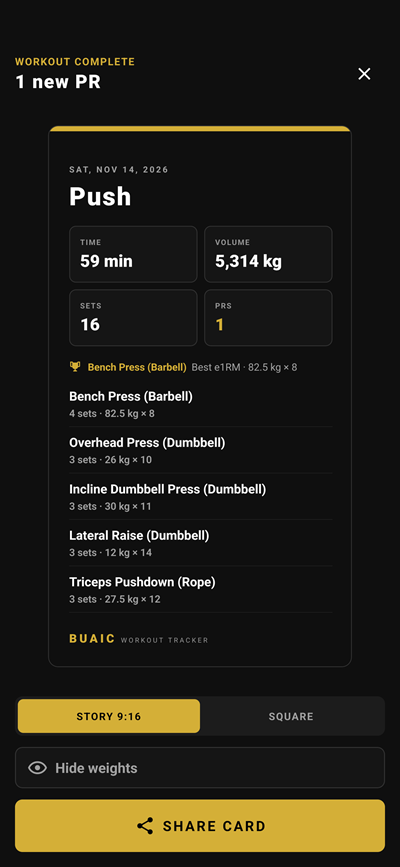 WORKOUT COMPLETE
1 new PR
SAT, NOV 14, 2026
Push
TIME
59 min
VOLUME
5,314 kg
SETS
16
PRS
1
Bench Press (Barbell) Best e1RM · 82.5 kg × 8
Bench Press (Barbell)
4 sets · 82.5 kg × 8
Overhead Press (Dumbbell)
3 sets · 26 kg × 10
Incline Dumbbell Press (Dumbbell)
3 sets · 30 kg × 11
Lateral Raise (Dumbbell)
3 sets · 12 kg × 14
Triceps Pushdown (Rope)
3 sets · 27.5 kg × 12
BUAIC WORKOUT TRACKER
STORY 9:16
SQUARE
Hide weights
SHARE CARD